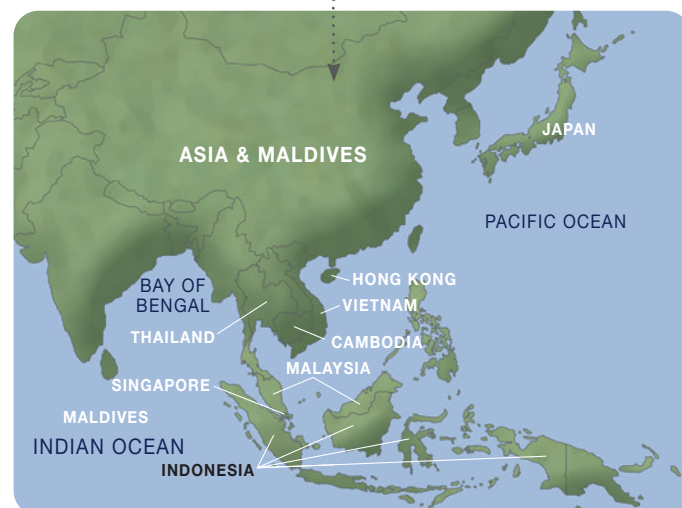 JAPAN
ASIA & MALDIVES
PACIFIC OCEAN
HONG KONG
BAY OF
BENGAL
VIETNAM
THAILAND
CAMBODIA
MALAYSIA
SINGAPORE
MALDIVES
INDIAN OCEAN
INDONESIA